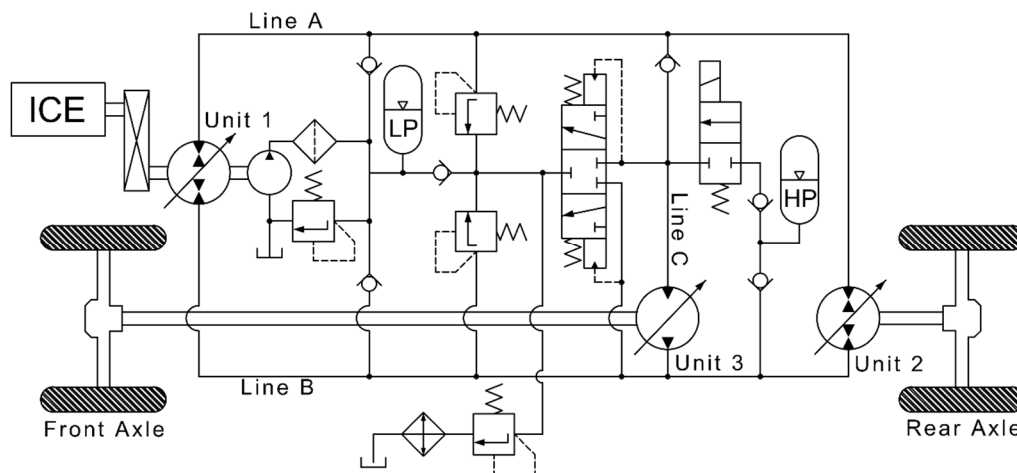 Line A
ICE
Unit 1
LP
HP
Line C
Unit 3
Unit 2
Line B
Front Axle
Rear Axle